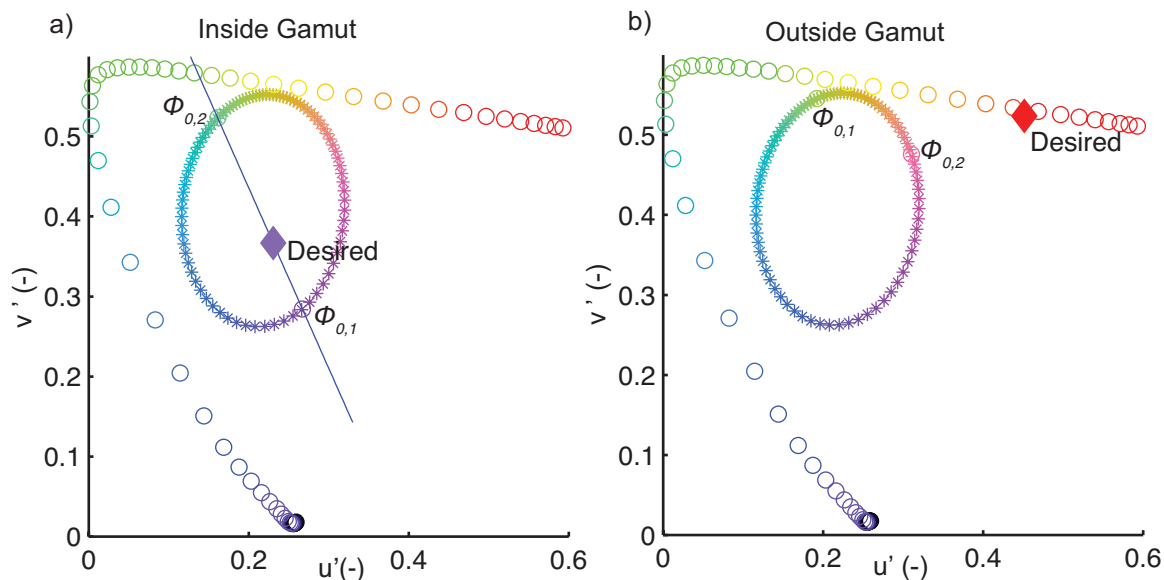 a)
Inside Gamut
0.5
0.4
0.3
0.2
0.1
0
v' (-)
Φ0,2
Desired
Φ0,1
0
0.2
0.4
0.6
u'(-)
b)
Outside Gamut
0.5
0.4
0.3
0.2
0.1
0
v' (-)
Φ0,1
Φ0,2
Desired
0
0.2
0.4
0.6
u' (-)